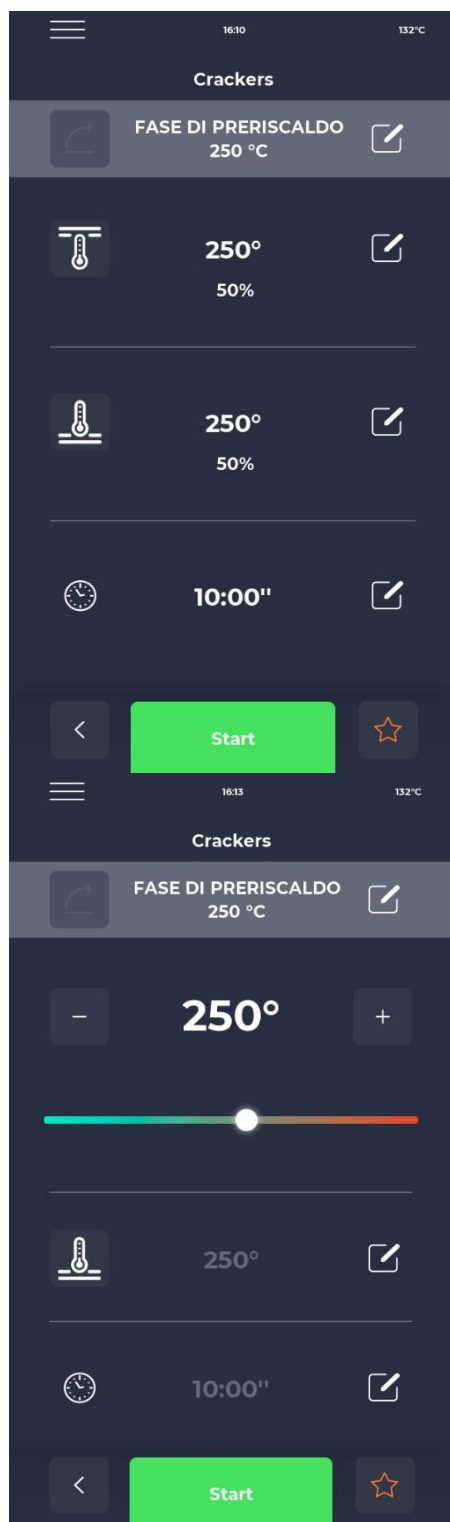 16:10 132°C
Crackers
FASE DI PRERISCALDO
250 °C
250°
50%
250°
50%
10:00"
Start
16:13 132°C
Crackers
FASE DI PRERISCALDO
250 °C
- 250° +
250°
10:00"
Start